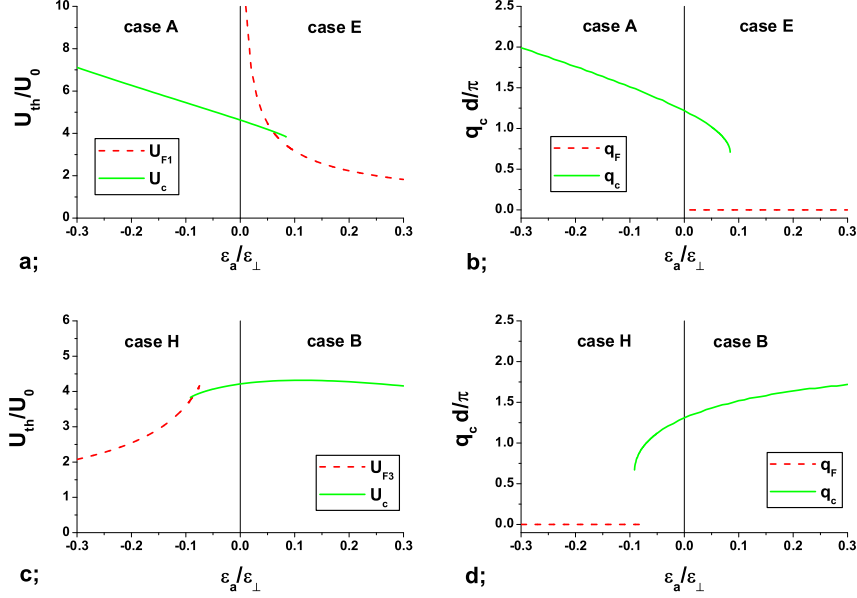 case A
case E
10
8
6
4
2
0
U_th/U_0
U_F1
U_c
-0.3 -0.2 -0.1 0.0 0.1 0.2 0.3
a;
ε_a/ε_⊥
case A
case E
2.5
2.0
1.5
1.0
0.5
0.0
q_c d/π
q_F
q_c
-0.3 -0.2 -0.1 0.0 0.1 0.2 0.3
b;
ε_a/ε_⊥
case H
case B
6
5
4
3
2
1
0
U_th/U_0
U_F3
U_c
-0.3 -0.2 -0.1 0.0 0.1 0.2 0.3
c;
ε_a/ε_⊥
case H
case B
2.5
2.0
1.5
1.0
0.5
0.0
q_c d/π
q_F
q_c
-0.3 -0.2 -0.1 0.0 0.1 0.2 0.3
d;
ε_a/ε_⊥